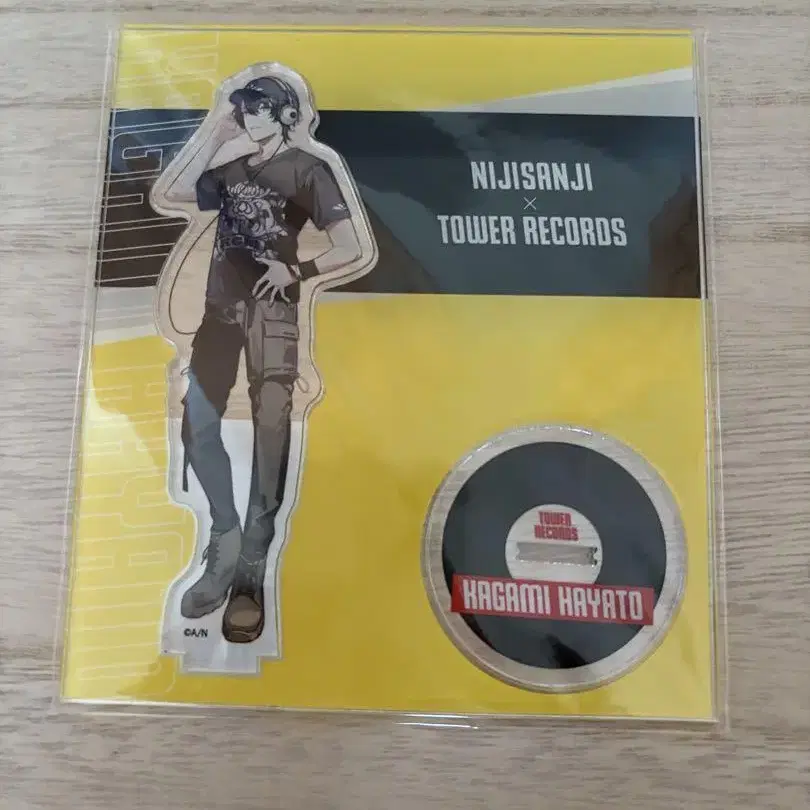 NIJISANJI
×
TOWER RECORDS
TOWER
RECORDS
KAGAMI HAYATO
©A/N